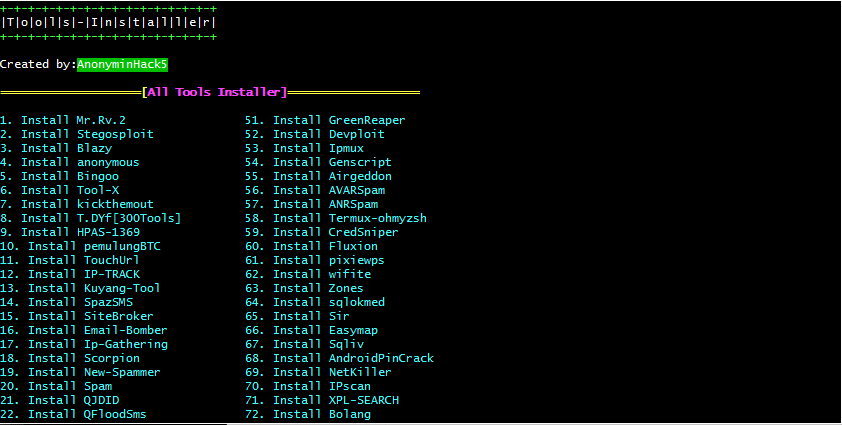 |T|o|o|l|s|-|I|n|s|t|a|l|l|e|r|
Created by:AnonyminHack5
[All Tools Installer]
1. Install Mr.Rv.2 51. Install GreenReaper
2. Install Stegosploit 52. Install Devploit
3. Install Blazy 53. Install Ipmux
4. Install anonymous 54. Install Genscript
5. Install Bingoo 55. Install Airgeddon
6. Install Tool-X 56. Install AVARSpam
7. Install kickthemout 57. Install ANRSpam
8. Install T.DYf[300Tools] 58. Install Termux-ohmyzsh
9. Install HPAS-1369 59. Install CredSniper
10. Install pemulungBTC 60. Install Fluxion
11. Install TouchUrl 61. Install pixiewps
12. Install IP-TRACK 62. Install wifite
13. Install Kuyang-Tool 63. Install Zones
14. Install SpazSMS 64. Install sqlokmed
15. Install SiteBroker 65. Install Sir
16. Install Email-Bomber 66. Install Easymap
17. Install Ip-Gathering 67. Install Sqliv
18. Install Scorpion 68. Install AndroidPinCrack
19. Install New-Spammer 69. Install NetKiller
20. Install Spam 70. Install IPscan
21. Install QJDID 71. Install XPL-SEARCH
22. Install QFloodSms 72. Install Bolang